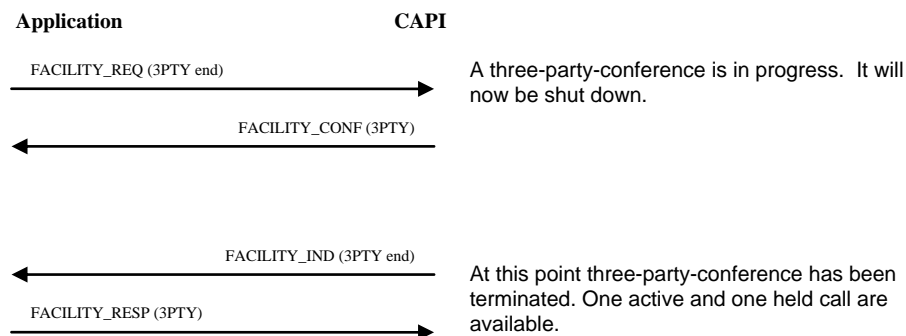 Application CAPI
FACILITY_REQ (3PTY end)
A three-party-conference is in progress.  It will
now be shut down.
FACILITY_CONF (3PTY)
FACILITY_IND (3PTY end)
At this point three-party-conference has been
terminated. One active and one held call are
available.
FACILITY_RESP (3PTY)